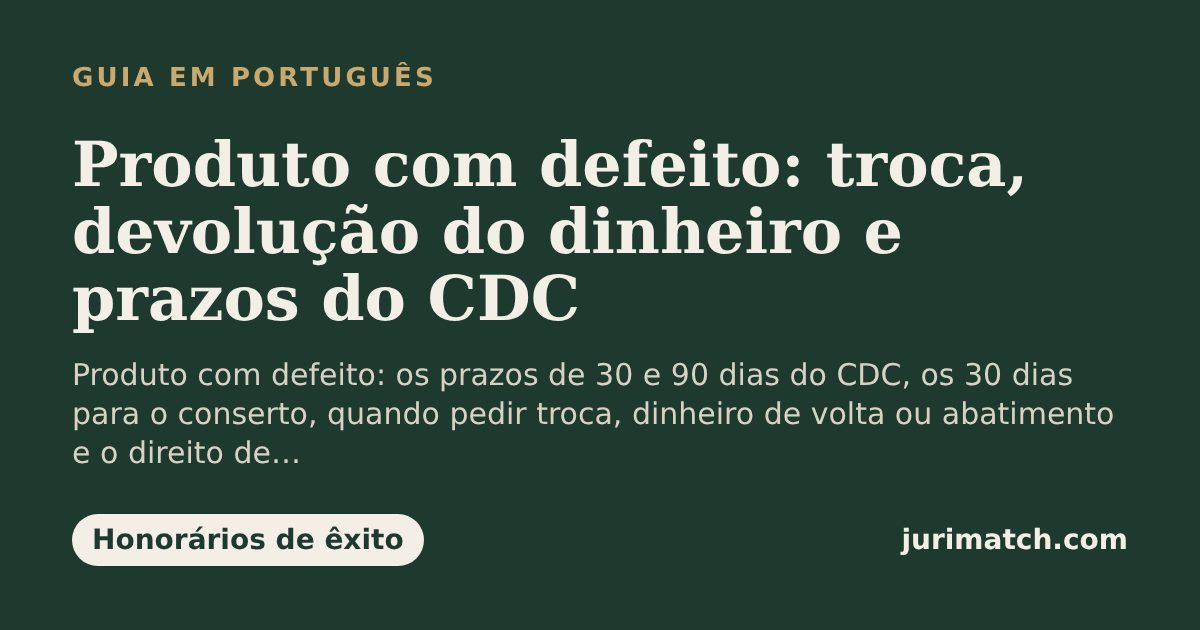 GUIA EM PORTUGUÊS
Produto com defeito: troca,
devolução do dinheiro e
prazos do CDC
Produto com defeito: os prazos de 30 e 90 dias do CDC, os 30 dias
para o conserto, quando pedir troca, dinheiro de volta ou abatimento
e o direito de…
Honorários de êxito
jurimatch.com